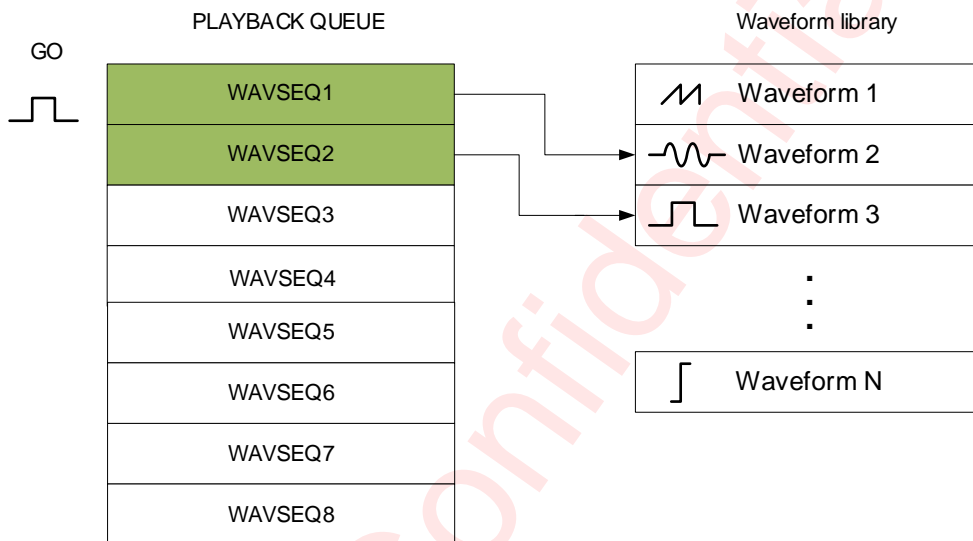 PLAYBACK QUEUE
Waveform library
GO
WAVSEQ1
WAVSEQ2
WAVSEQ3
WAVSEQ4
WAVSEQ5
WAVSEQ6
WAVSEQ7
WAVSEQ8
Waveform 1
Waveform 2
Waveform 3
Waveform N
Confidential